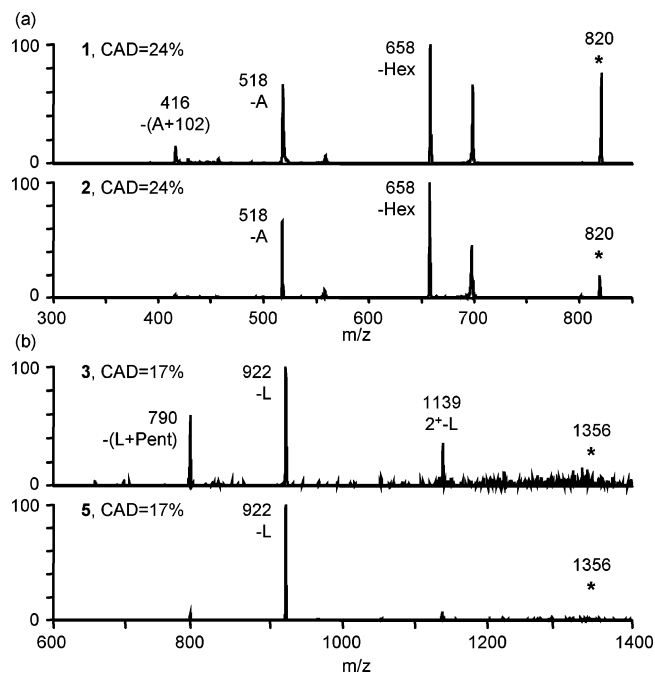 (a)
100
1, CAD=24%
416
-(A+102)
518
-A
658
-Hex
820
*
0
100
2, CAD=24%
518
-A
658
-Hex
820
*
0
300 400 500 600 700 800
m/z
(b)
100
3, CAD=17%
790
-(L+Pent)
922
-L
1139
2+-L
1356
*
0
100
5, CAD=17%
922
-L
1356
*
0
600 800 1000 1200 1400
m/z